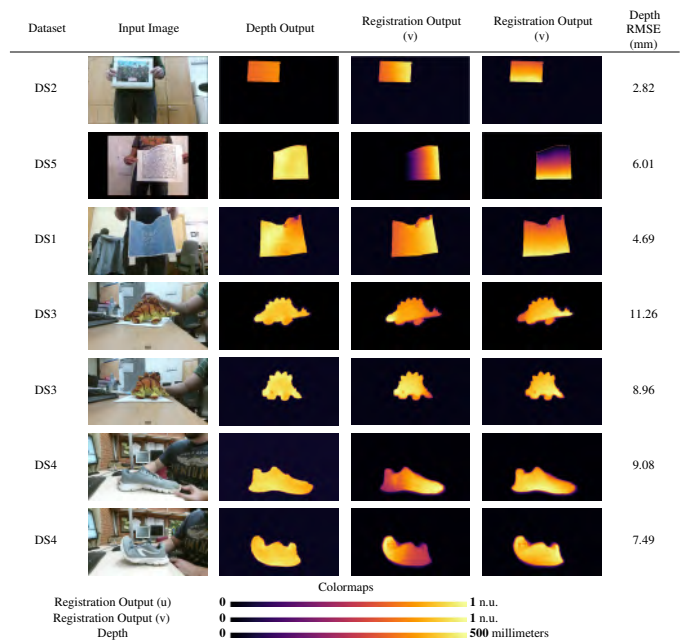 Dataset Input Image Depth Output Registration Output (v) Registration Output (v) Depth RMSE (mm)
DS2 2.82
DS5 6.01
DS1 4.69
DS3 11.26
DS3 8.96
DS4 9.08
DS4 7.49
Colormaps
Registration Output (u) 0 1 n.u.
Registration Output (v) 0 1 n.u.
Depth 0 500 millimeters